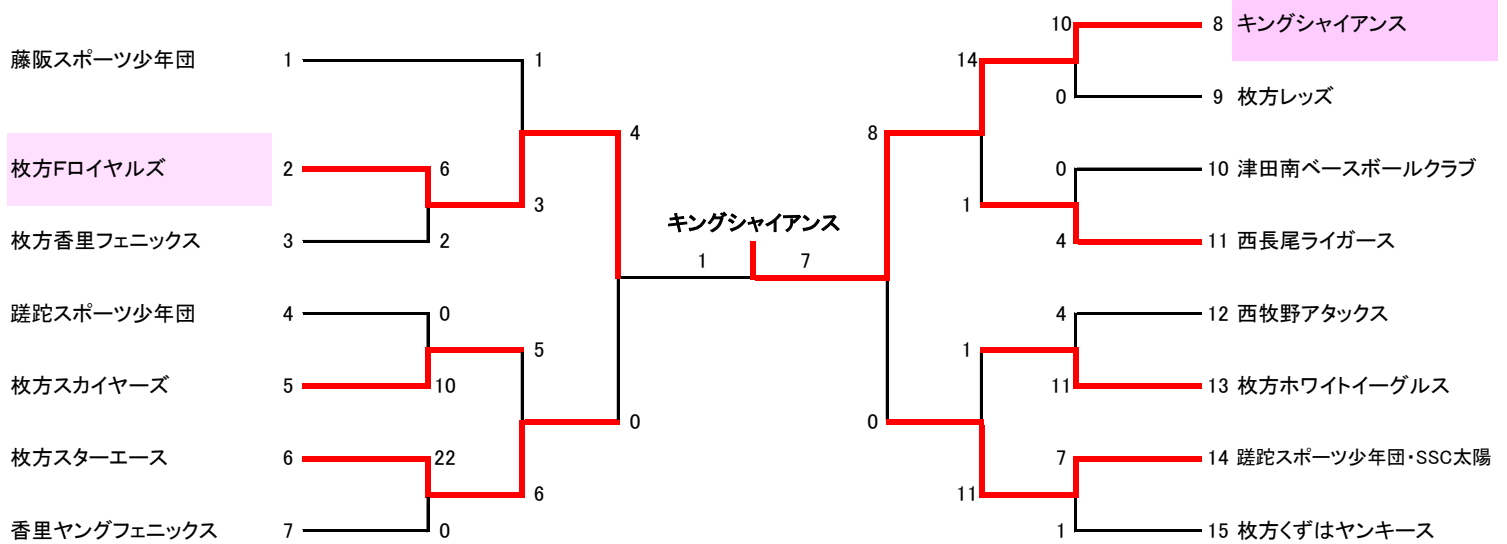 藤阪スポーツ少年団 1
1
枚方Fロイヤルズ 2
6
3
枚方香里フェニックス 3
2
4
蹉跎スポーツ少年団 4
0
5
枚方スカイヤーズ 5
10
0
枚方スターエース 6
22
6
香里ヤングフェニックス 7
0
キングシャイアンス
1 7
10 8 キングシャイアンス
14
0 9 枚方レッズ
8
0 10 津田南ベースボールクラブ
1
4 11 西長尾ライガース
4 12 西牧野アタックス
1
11 13 枚方ホワイトイーグルス
0
7 14 蹉跎スポーツ少年団・SSC太陽
11
1 15 枚方くずはヤンキース